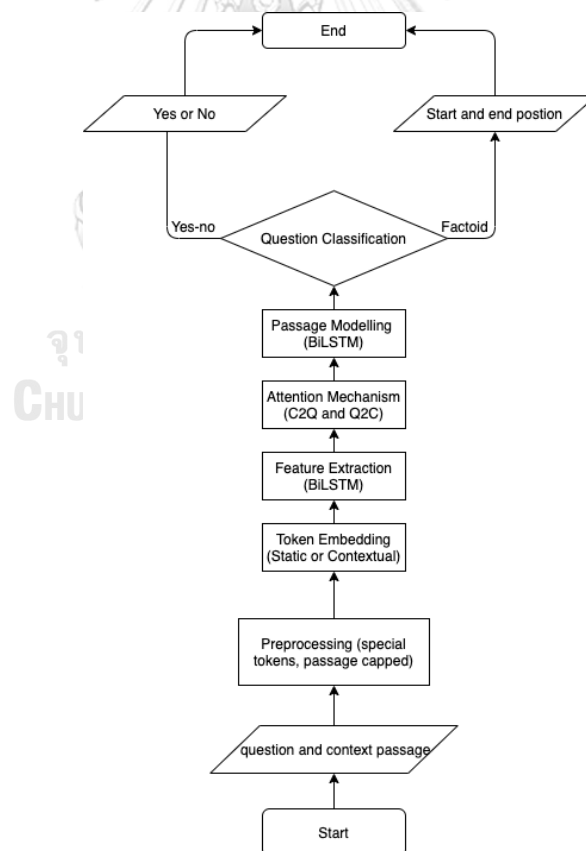 End
Yes or No
Start and end postion
Yes-no
Question Classification
Factoid
Passage Modelling
(BiLSTM)
Attention Mechanism
(C2Q and Q2C)
Feature Extraction
(BiLSTM)
Token Embedding
(Static or Contextual)
Preprocessing (special
tokens, passage capped)
question and context passage
Start